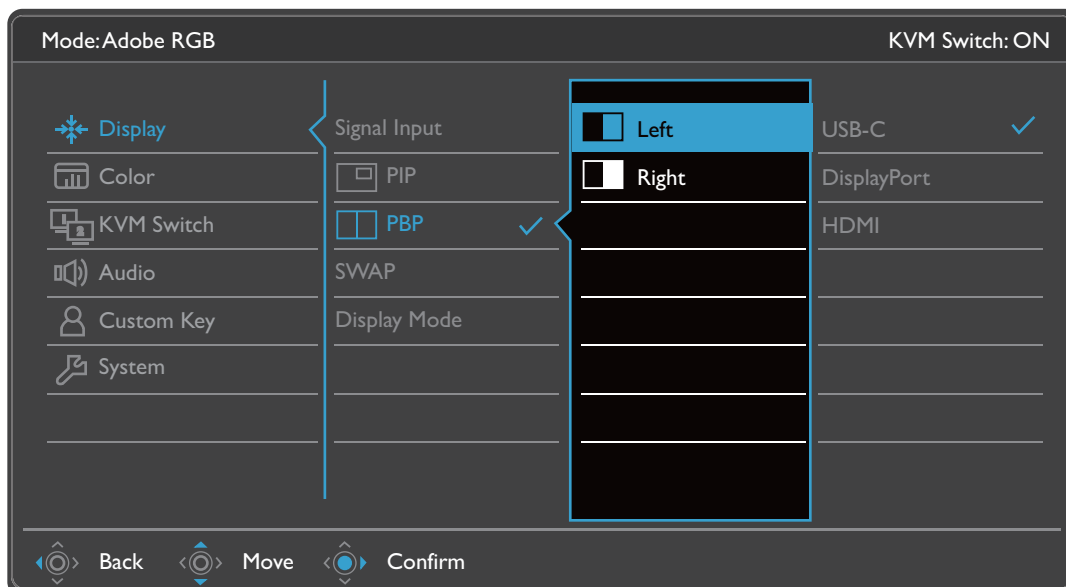 Mode: Adobe RGB
KVM Switch: ON
Display
Color
KVM Switch
Audio
Custom Key
System
Signal Input
PIP
PBP
SWAP
Display Mode
Left
Right
USB-C
DisplayPort
HDMI
Back
Move
Confirm